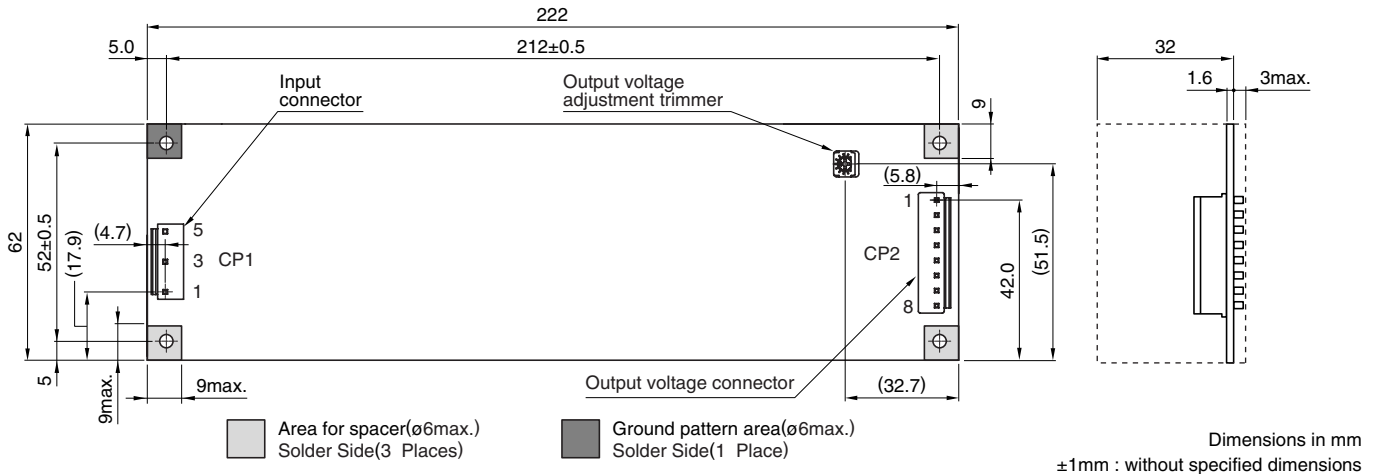 222
5.0
212±0.5
32
Input
connector
Output voltage
adjustment trimmer
1.6
3max.
9
(5.8)
1
5
(4.7)
3 CP1
CP2
62
52±0.5
(17.9)
1
42.0
(51.5)
8
5
9max.
9max.
Output voltage connector
(32.7)
Area for spacer(ø6max.)
Solder Side(3 Places)
Ground pattern area(ø6max.)
Solder Side(1 Place)
Dimensions in mm
±1mm : without specified dimensions